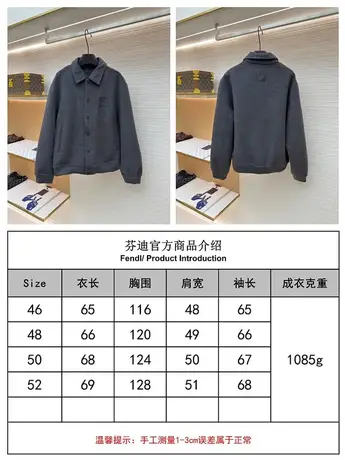 芬迪官方商品介绍
Fendi/ Product Introduction
Size 衣长 胸围 肩宽 袖长 成衣克重
46 65 116 48 65
48 66 120 49 66
50 68 124 50 67 1085g
52 69 128 51 68
温馨提示：手工测量1-3cm误差属于正常